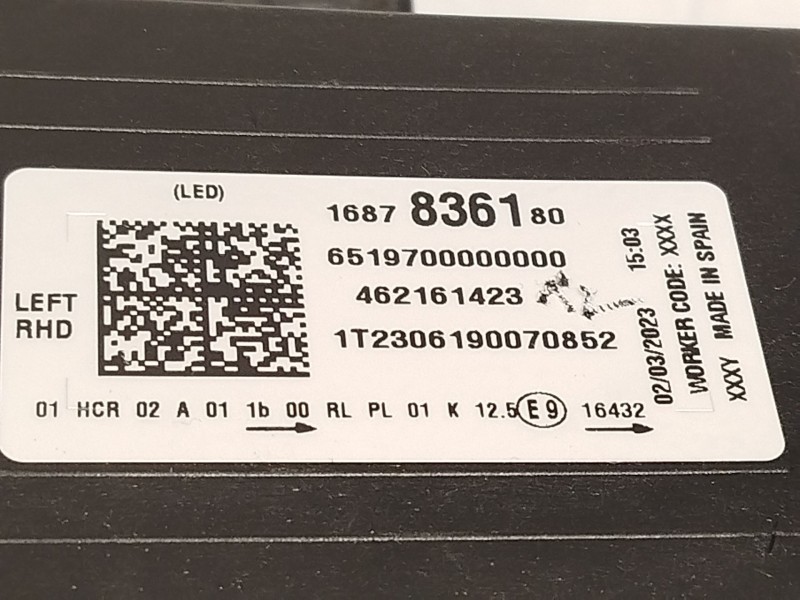 (LED)
1687 8361 80
6519700000000
462161423
1T2306190070852
LEFT
RHD
01 HCR 02 A 01 1b 00 RL PL 01 K 12.5 E9 16432
02/03/2023 15:03
WORKER CODE: XXXX
XXXY MADE IN SPAIN